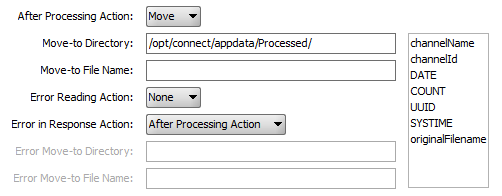 After Processing Action: Move
Move-to Directory: /opt/connect/appdata/Processed/
Move-to File Name:
Error Reading Action: None
Error in Response Action: After Processing Action
Error Move-to Directory:
Error Move-to File Name:
channelName
channelId
DATE
COUNT
UUID
SYSTIME
originalFilename